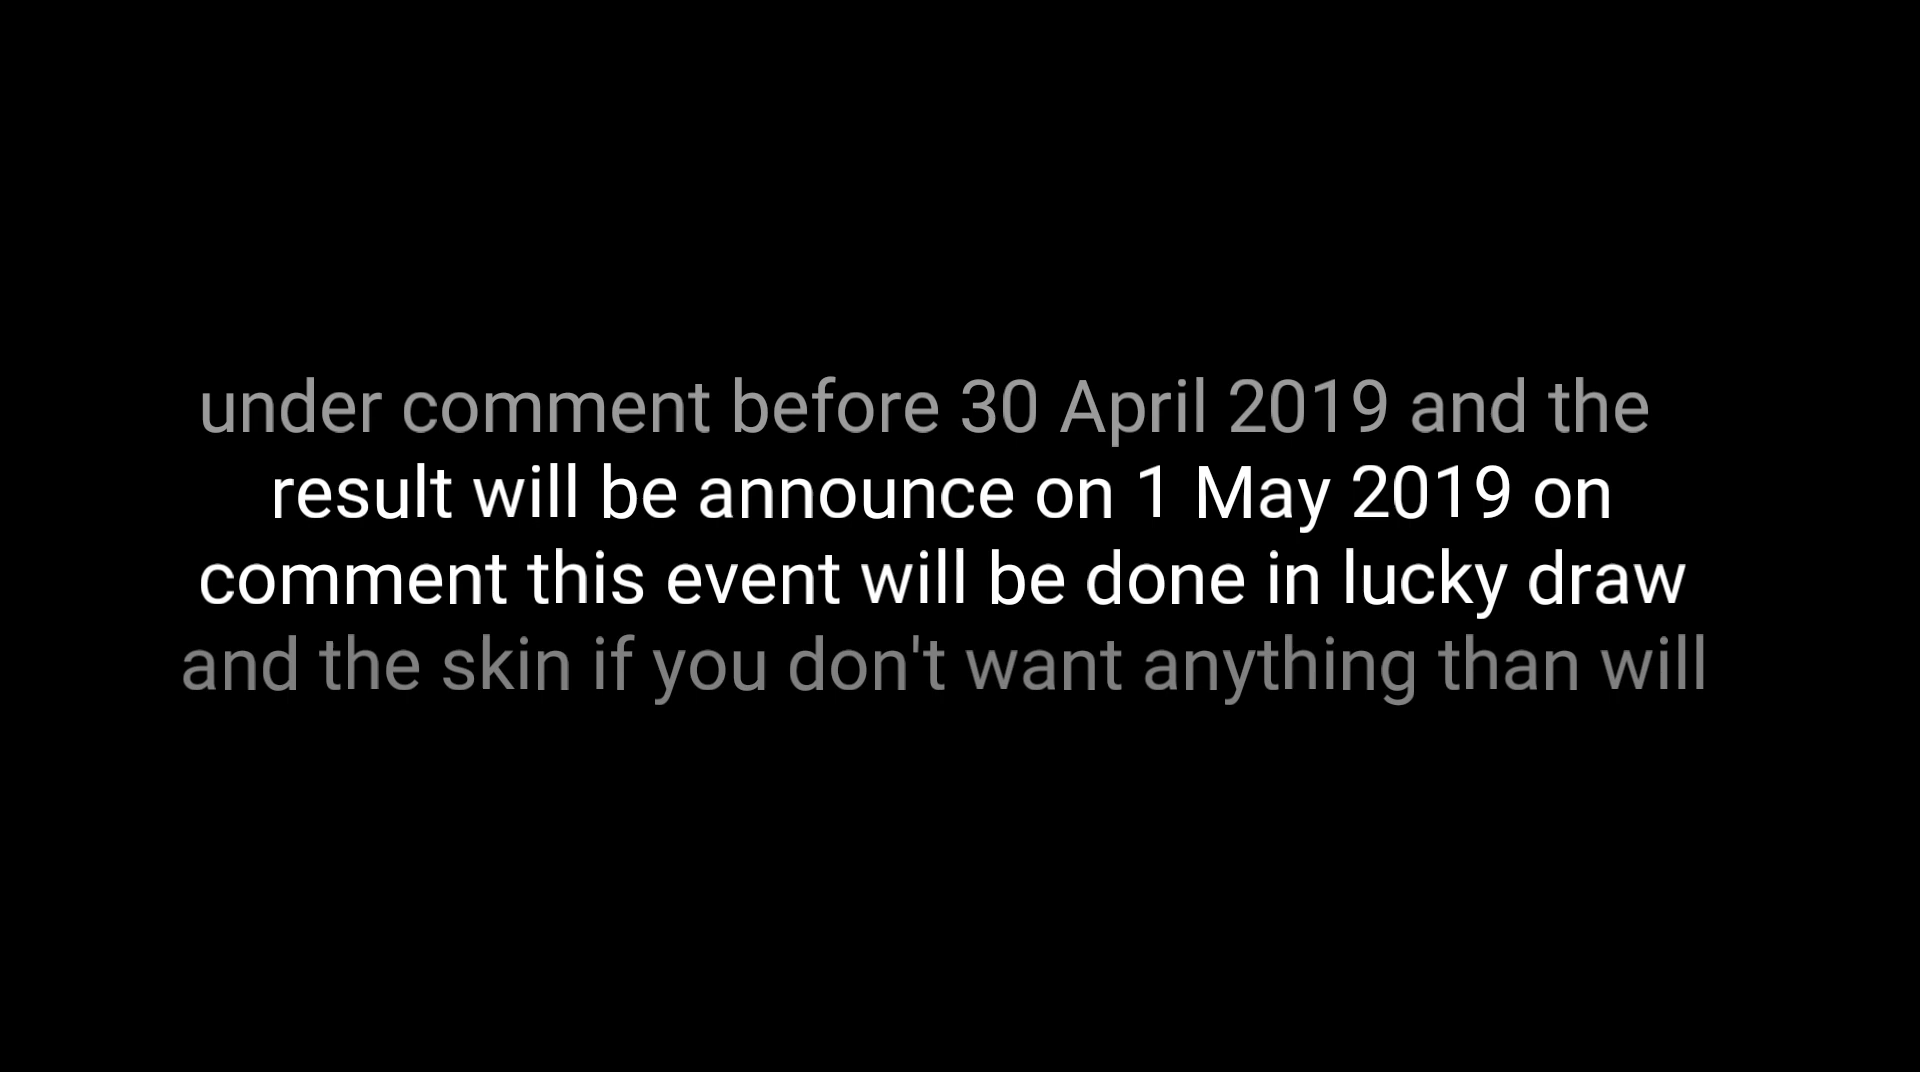 under comment before 30 April 2019 and the
result will be announce on 1 May 2019 on
comment this event will be done in lucky draw
and the skin if you don't want anything than will